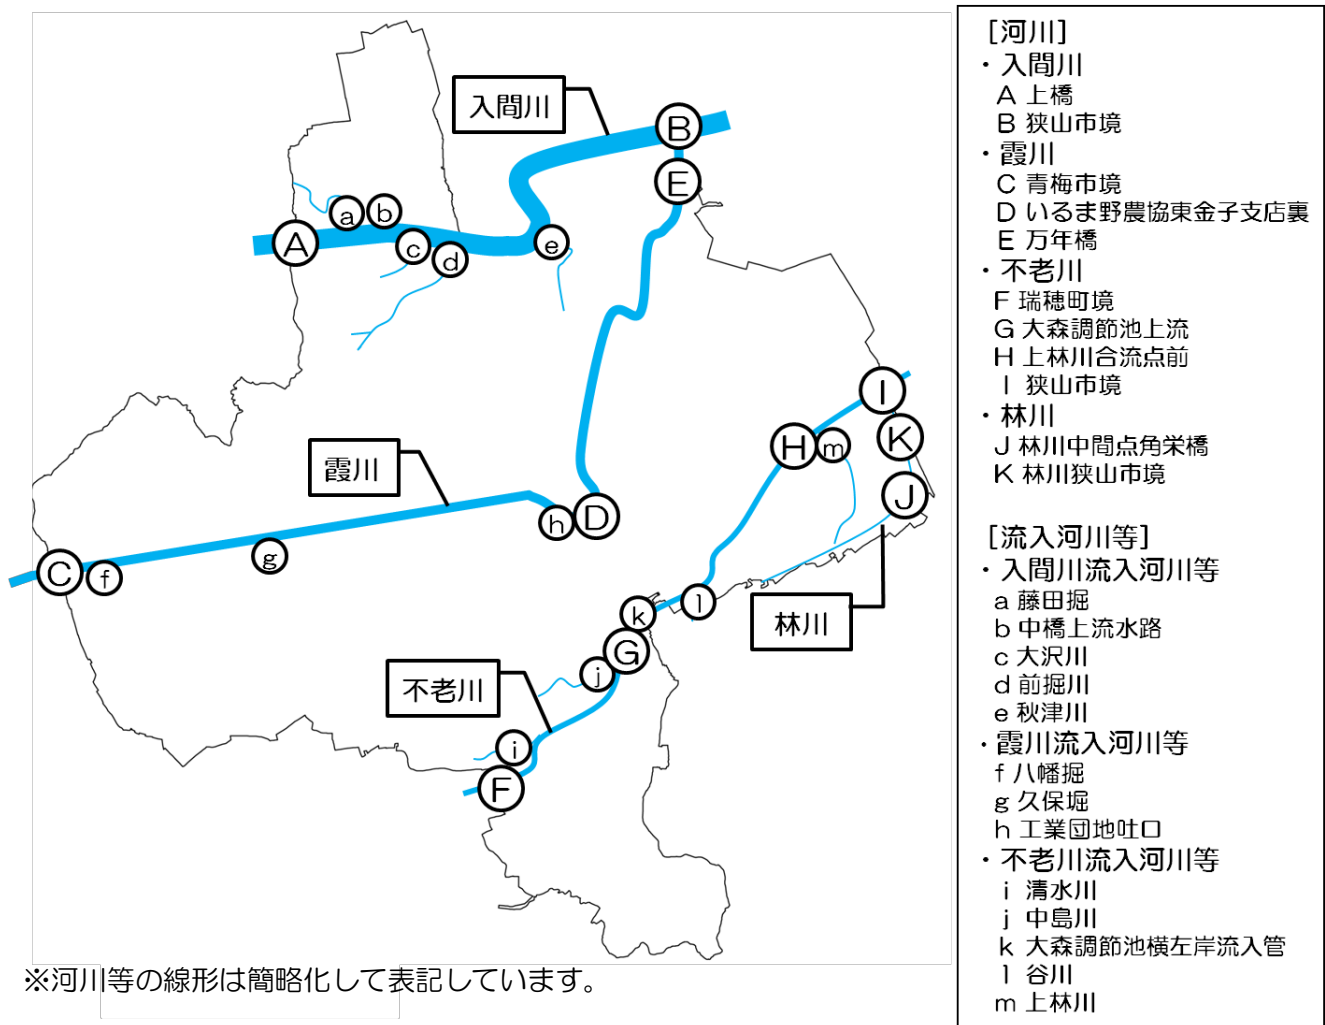 入間川
B
E
a
b
A
c
d
e
I
H
m
K
霞川
J
h
D
g
C
f
l
k
林川
G
j
不老川
i
F
※河川等の線形は簡略化して表記しています。
[河川]
・入間川
A 上橋
B 狭山市境
・霞川
C 青梅市境
D いるま野農協東金子支店裏
E 万年橋
・不老川
F 瑞穂町境
G 大森調節池上流
H 上林川合流点前
I 狭山市境
・林川
J 林川中間点角栄橋
K 林川狭山市境
[流入河川等]
・入間川流入河川等
a 藤田堀
b 中橋上流水路
c 大沢川
d 前堀川
e 秋津川
・霞川流入河川等
f 八幡掘
g 久保堀
h 工業団地吐口
・不老川流入河川等
i 清水川
j 中島川
k 大森調節池横左岸流入管
l 谷川
m 上林川